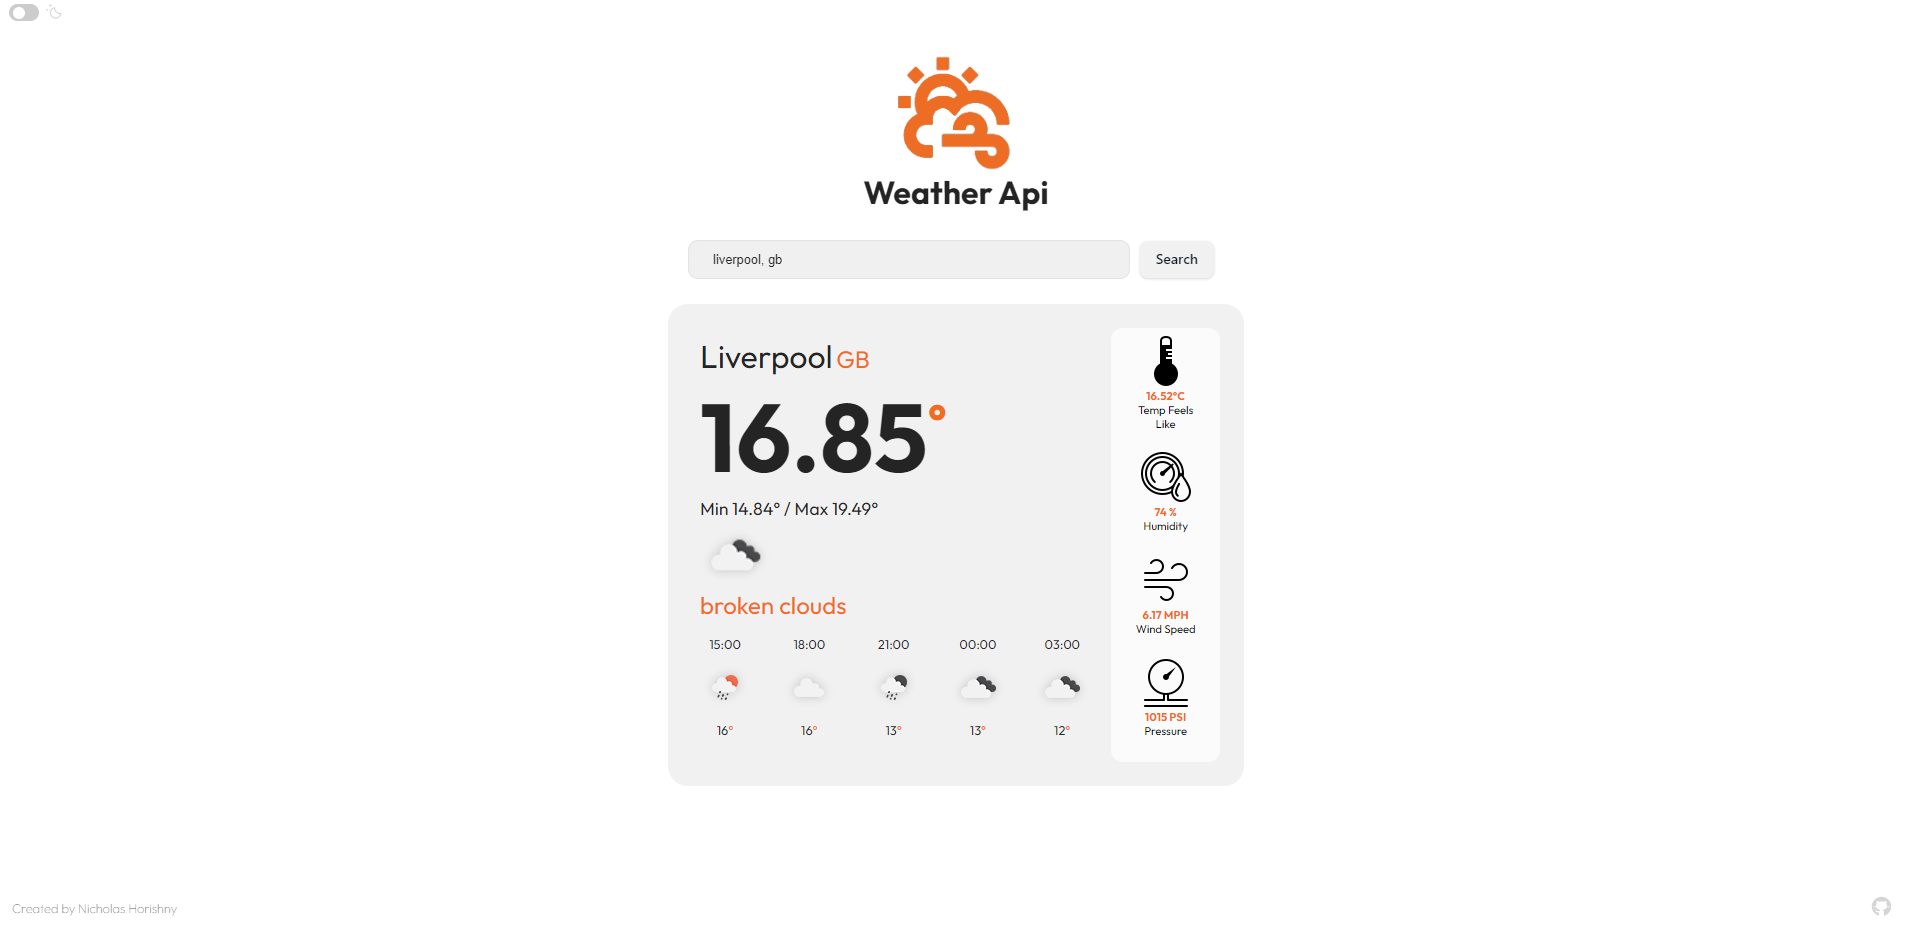 Weather Api
liverpool, gb
Search
Liverpool GB
16.85°
Min 14.84° / Max 19.49°
broken clouds
15:00 18:00 21:00 00:00 03:00
16° 16° 13° 13° 12°
16.52°C
Temp Feels
Like
74 %
Humidity
6.17 MPH
Wind Speed
1015 PSI
Pressure
Created by Nicholas Horishny